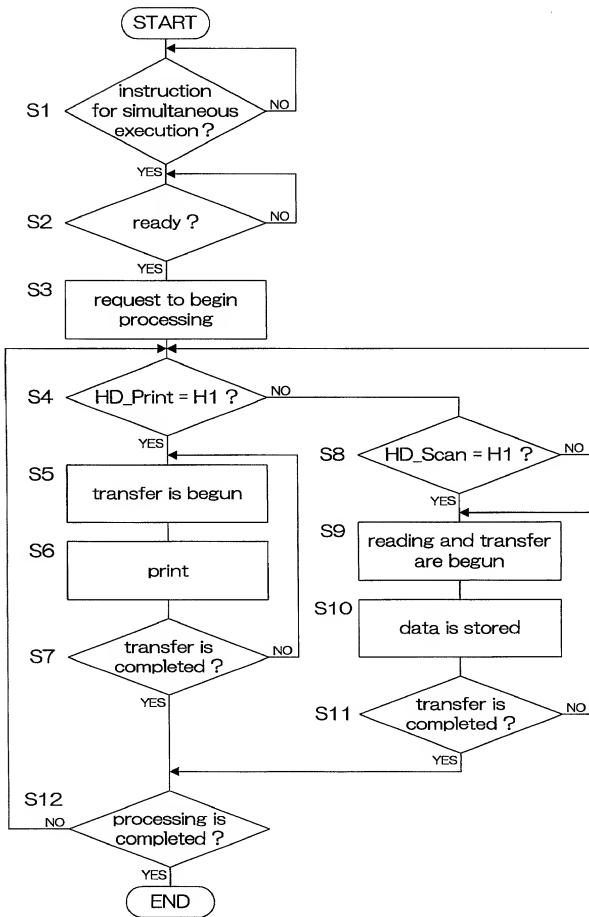 START
S1
instruction
for simultaneous
execution ?
NO
YES
S2
ready ?
NO
YES
S3
request to begin
processing
S4
HD_Print = H1 ?
NO
YES
S8
HD_Scan = H1 ?
NO
YES
S5
transfer is begun
S9
reading and transfer
are begun
S6
print
S10
data is stored
S7
transfer is
completed ?
NO
YES
S11
transfer is
completed ?
NO
YES
S12
processing is
completed ?
NO
YES
END